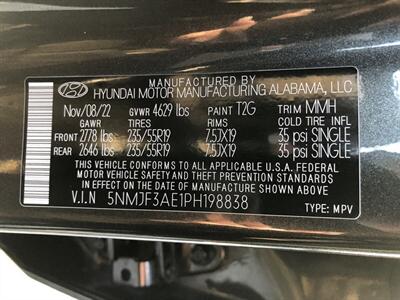 MANUFACTURED BY
HYUNDAI MOTOR MANUFACTURING ALABAMA, LLC
Nov/08/22 GVWR 4629 lbs PAINT T2G TRIM MMH
GAWR TIRES RIMS COLD TIRE INFL
FRONT 2778 lbs 235/55R19 7.5JX19 35 psi SINGLE
REAR 2646 lbs 235/55R19 7.5JX19 35 psi SINGLE
THIS VEHICLE CONFORMS TO ALL APPLICABLE U.S.A. FEDERAL
MOTOR VEHICLE SAFETY AND THEFT PREVENTION STANDARDS
IN EFFECT ON THE DATE OF MANUFACTURE SHOWN ABOVE.
V.I.N 5NMJF3AE1PH198838
TYPE: MPV